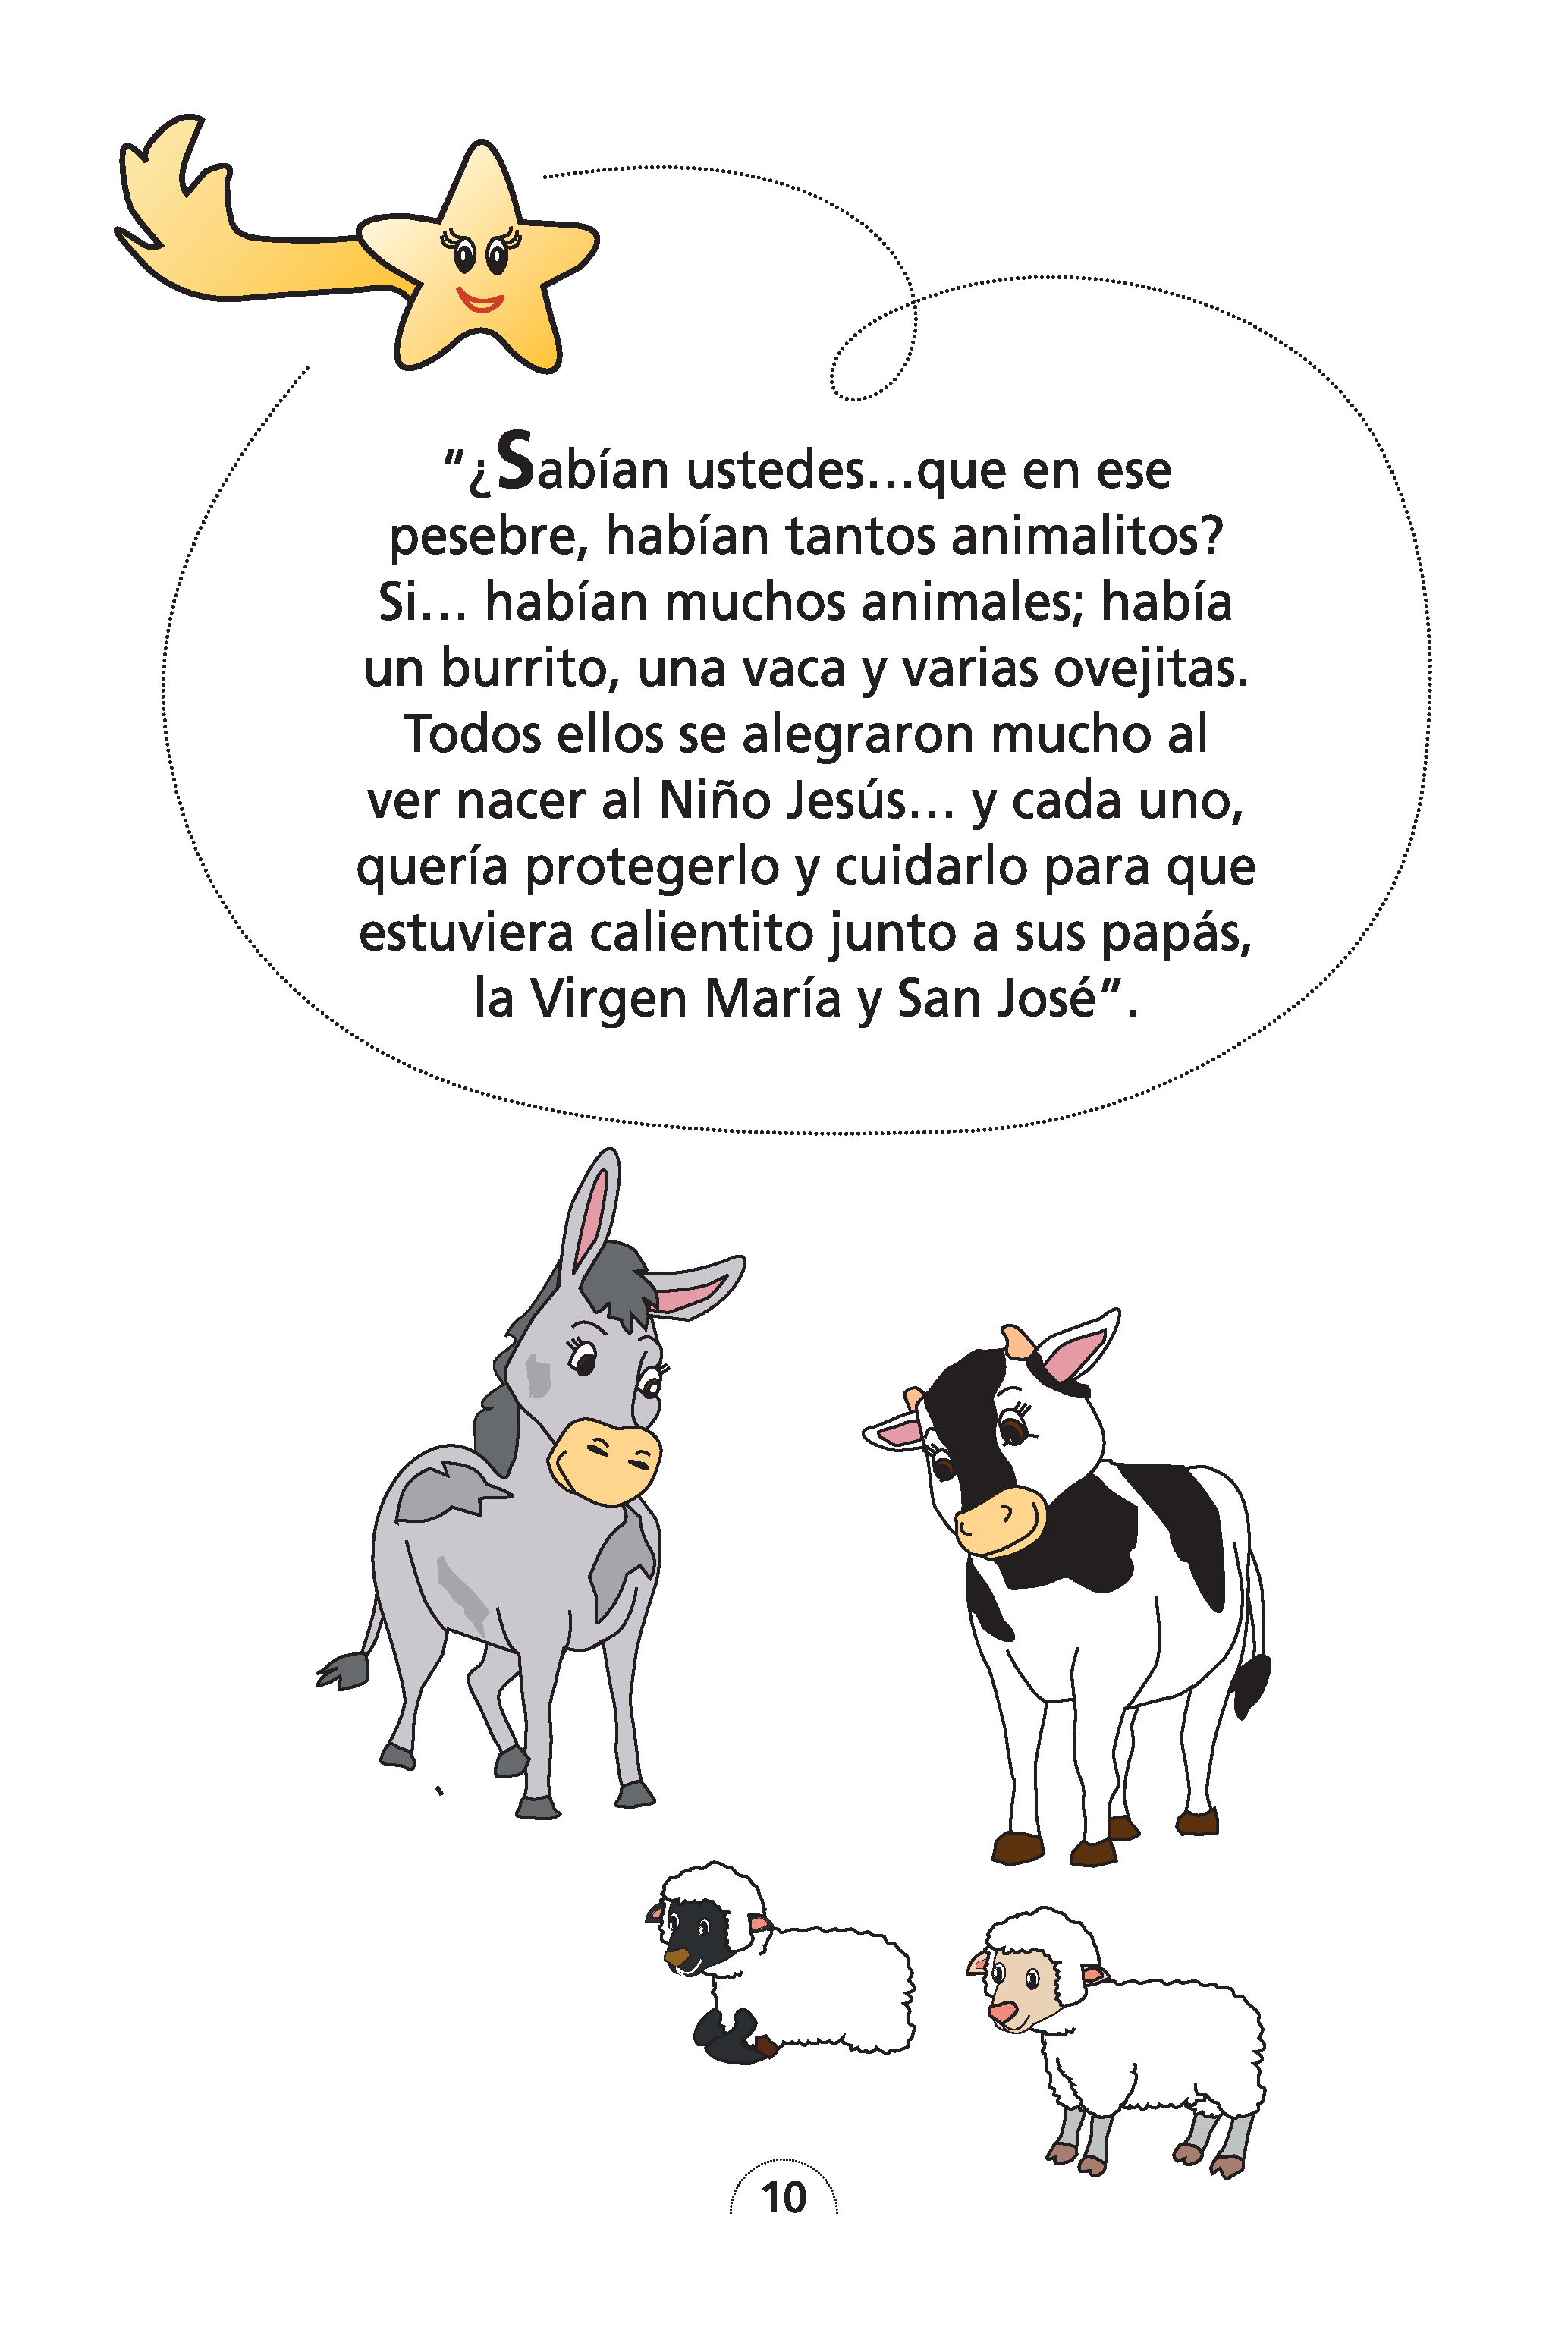 “¿Sabían ustedes...que en ese
pesebre, habían tantos animalitos?
Si... habían muchos animales; había
un burrito, una vaca y varias ovejitas.
Todos ellos se alegraron mucho al
ver nacer al Niño Jesús... y cada uno,
quería protegerlo y cuidarlo para que
estuviera calientito junto a sus papás,
la Virgen María y San José”.
10